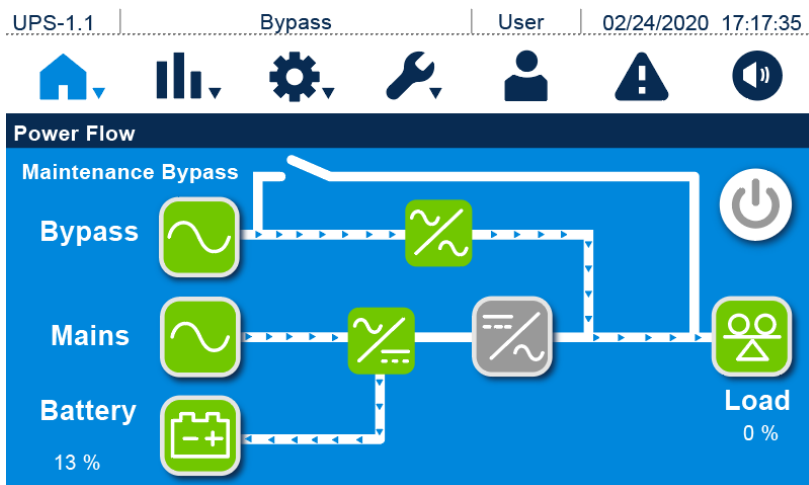 UPS-1.1 Bypass User 02/24/2020 17:17:35
Power Flow
Maintenance Bypass
Bypass
Mains
Battery
13 %
Load
0 %